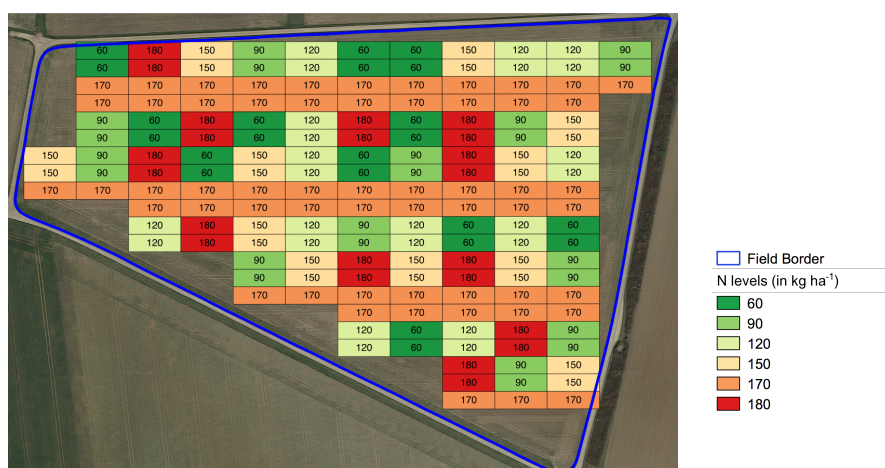 60 180 150 90 120 60 60 150 120 120 90
60 180 150 90 120 60 60 150 120 120 90
170 170 170 170 170 170 170 170 170 170 170
170 170 170 170 170 170 170 170 170 170
90 60 180 60 120 180 60 180 90 150
90 60 180 60 120 180 60 180 90 150
150 90 180 60 150 120 60 90 180 150 120
150 90 180 60 150 120 60 90 180 150 120
170 170 170 170 170 170 170 170 170 170 170
170 170 170 170 170 170 170 170 170
120 180 150 120 90 120 60 120 60
120 180 150 120 90 120 60 120 60
90 150 180 150 180 150 90
90 150 180 150 180 150 90
170 170 170 170 170 170 170
170 170 170 170 170
120 60 120 180 90
120 60 120 180 90
180 90 150
180 90 150
170 170 170
Field Border
N levels (in kg ha⁻¹)
60
90
120
150
170
180